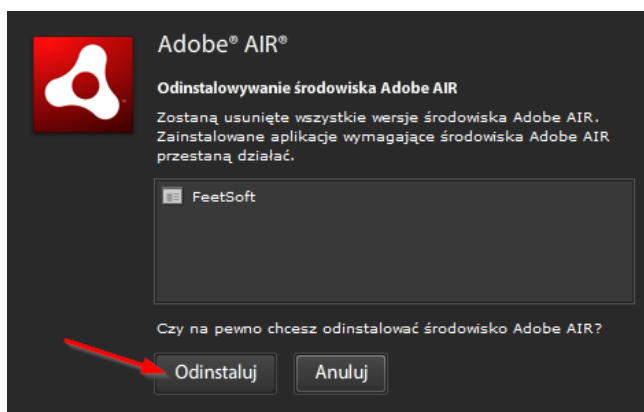 Adobe® AIR®
Odinstalowywanie środowiska Adobe AIR
Zostaną usunięte wszystkie wersje środowiska Adobe AIR.
Zainstalowane aplikacje wymagające środowiska Adobe AIR
przestaną działać.
FeetSoft
Czy na pewno chcesz odinstalować środowisko Adobe AIR?
Odinstaluj
Anuluj